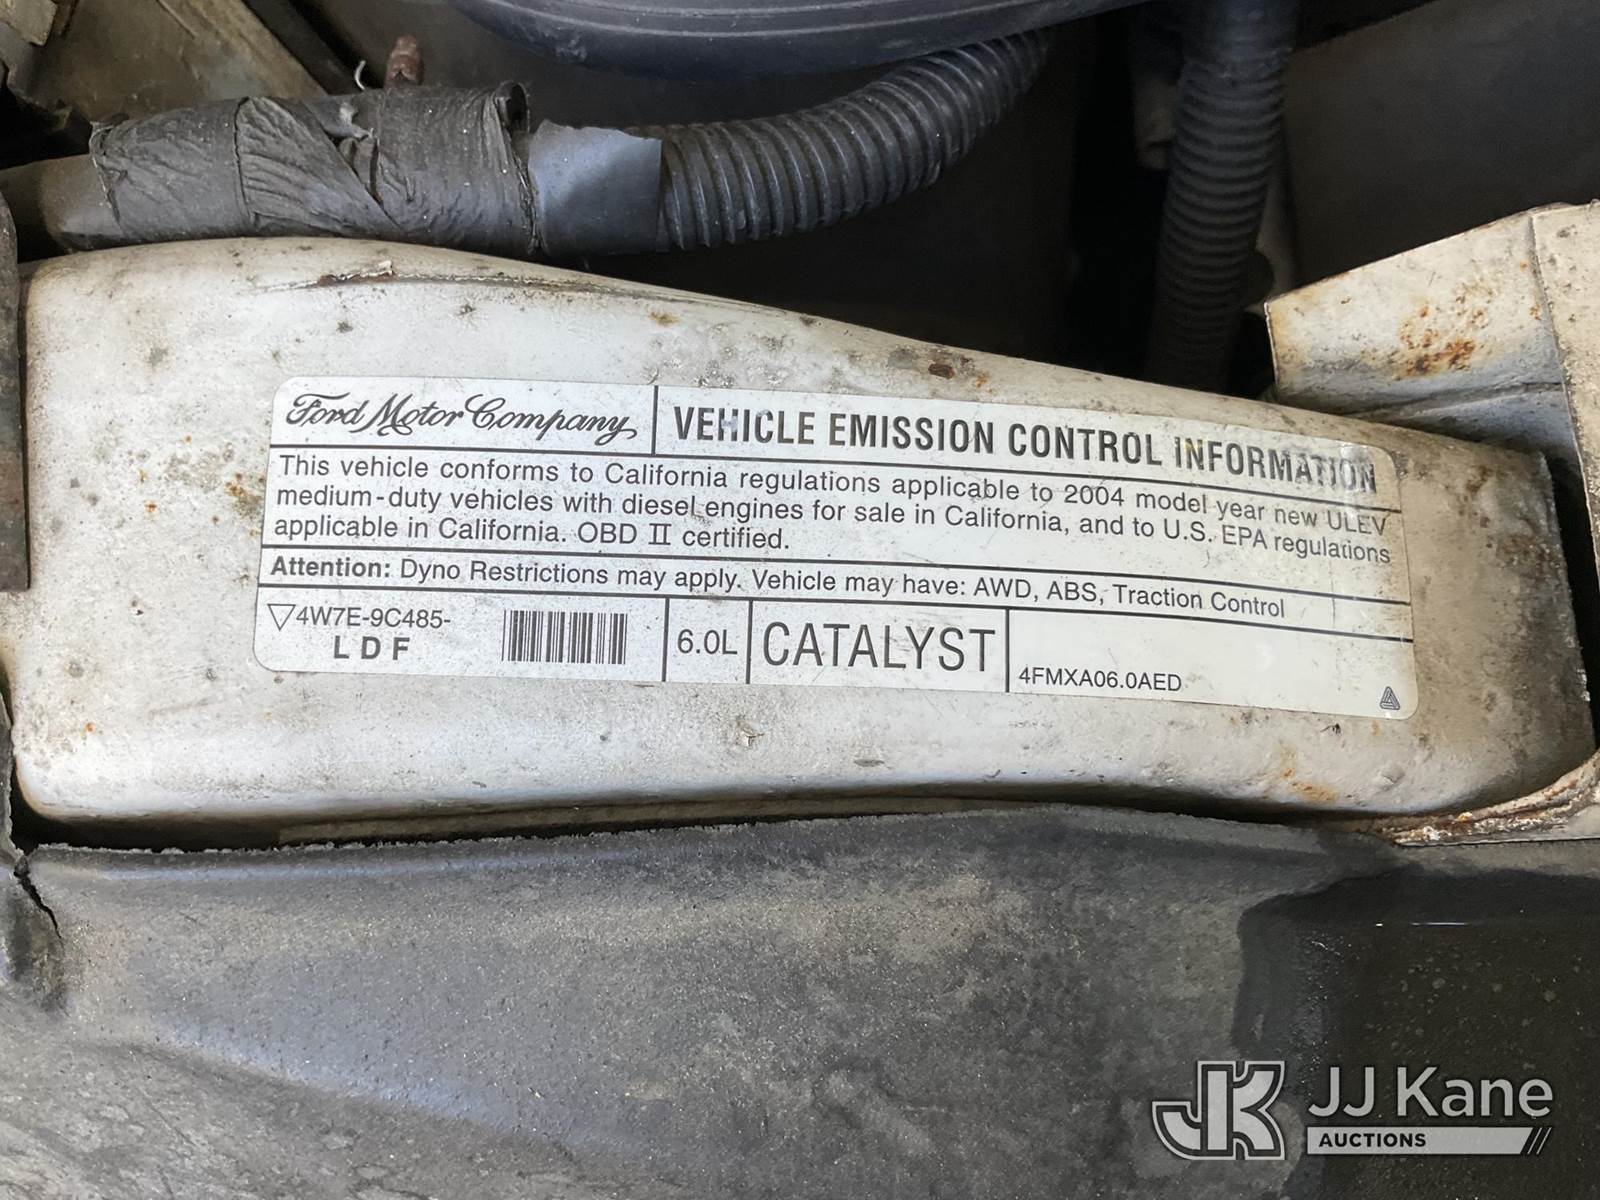 Ford Motor Company VEHICLE EMISSION CONTROL INFORMATION
This vehicle conforms to California regulations applicable to 2004 model year new ULEV
medium-duty vehicles with diesel engines for sale in California, and to U.S. EPA regulations
applicable in California. OBD II certified.
Attention: Dyno Restrictions may apply. Vehicle may have: AWD, ABS, Traction Control
4W7E-9C485-
LDF
6.0L
CATALYST
4FMXA06.0AED
JK JJ Kane
AUCTIONS